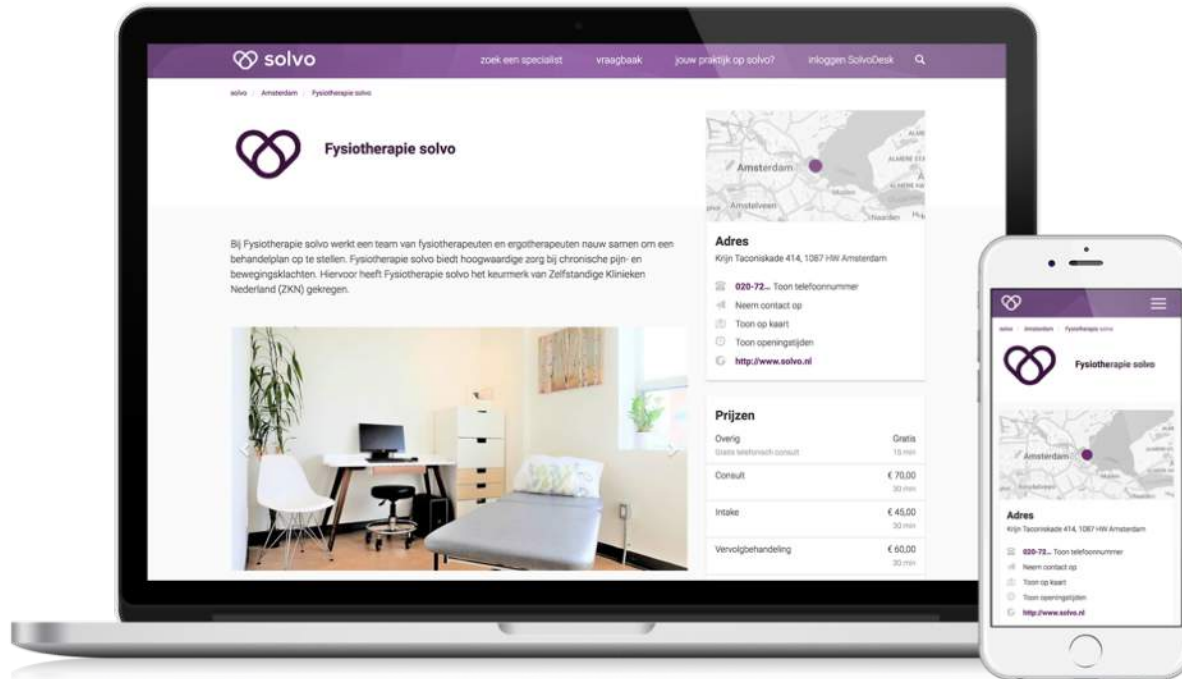 solvo
zoek een specialist
vraagbaak
jouw praktijk op solvo?
inloggen SolvoDesk
solvo / Amsterdam / Fysiotherapie solvo
Fysiotherapie solvo
Bij Fysiotherapie solvo werkt een team van fysiotherapeuten en ergotherapeuten nauw samen om een
behandelplan op te stellen. Fysiotherapie solvo biedt hoogwaardige zorg bij chronische pijn- en
bewegingsklachten. Hiervoor heeft Fysiotherapie solvo het keurmerk van Zelfstandige Klinieken
Nederland (ZKN) gekregen.
Amsterdam
Amstelveen
Muiden
Naarden
Adres
Krijn Taconiskade 414, 1087 HW Amsterdam
020-72... Toon telefoonnummer
Neem contact op
Toon op kaart
Toon openingstijden
http://www.solvo.nl
Prijzen
Overig Gratis
Gratis telefonisch consult 15 min
Consult € 70,00
30 min
Intake € 45,00
30 min
Vervolgbehandeling € 60,00
30 min
solvo / Amsterdam / Fysiotherapie solvo
Fysiotherapie solvo
Amsterdam
Adres
Krijn Taconiskade 414, 1087 HW Amsterdam
020-72... Toon telefoonnummer
Neem contact op
Toon op kaart
Toon openingstijden
http://www.solvo.nl